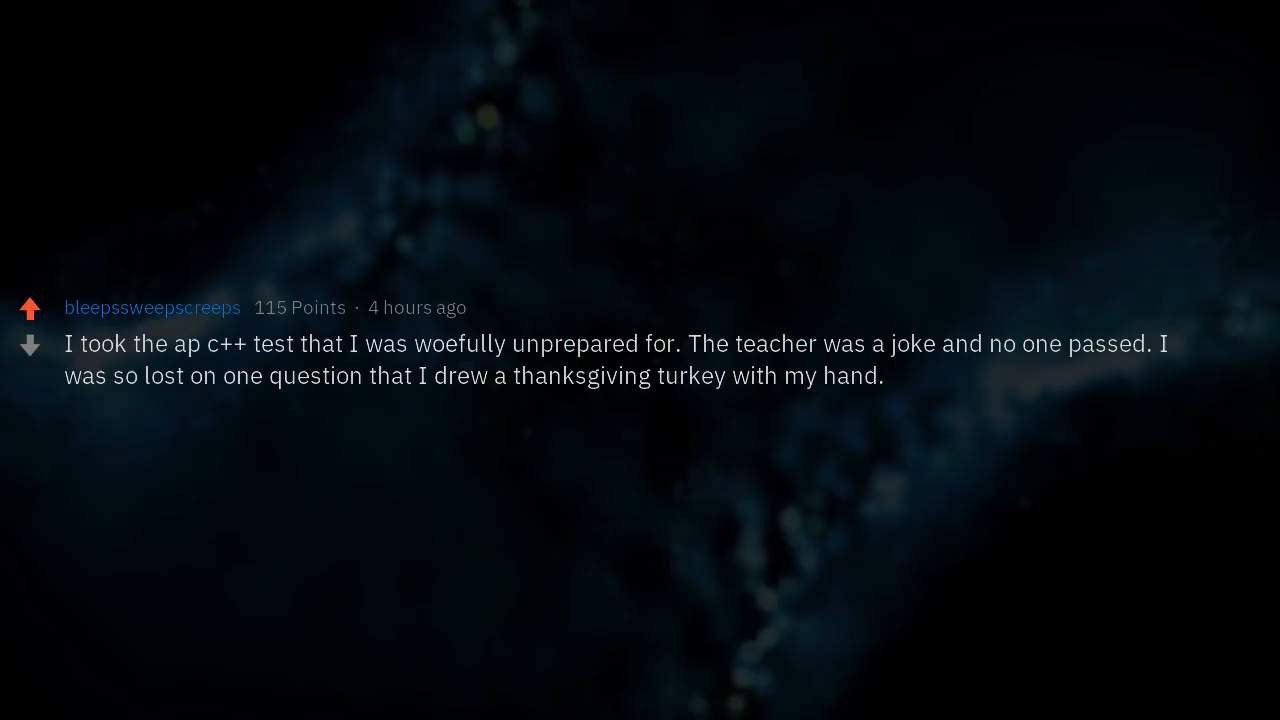 bleepssweepscreeps 115 Points · 4 hours ago
I took the ap c++ test that I was woefully unprepared for. The teacher was a joke and no one passed. I
was so lost on one question that I drew a thanksgiving turkey with my hand.